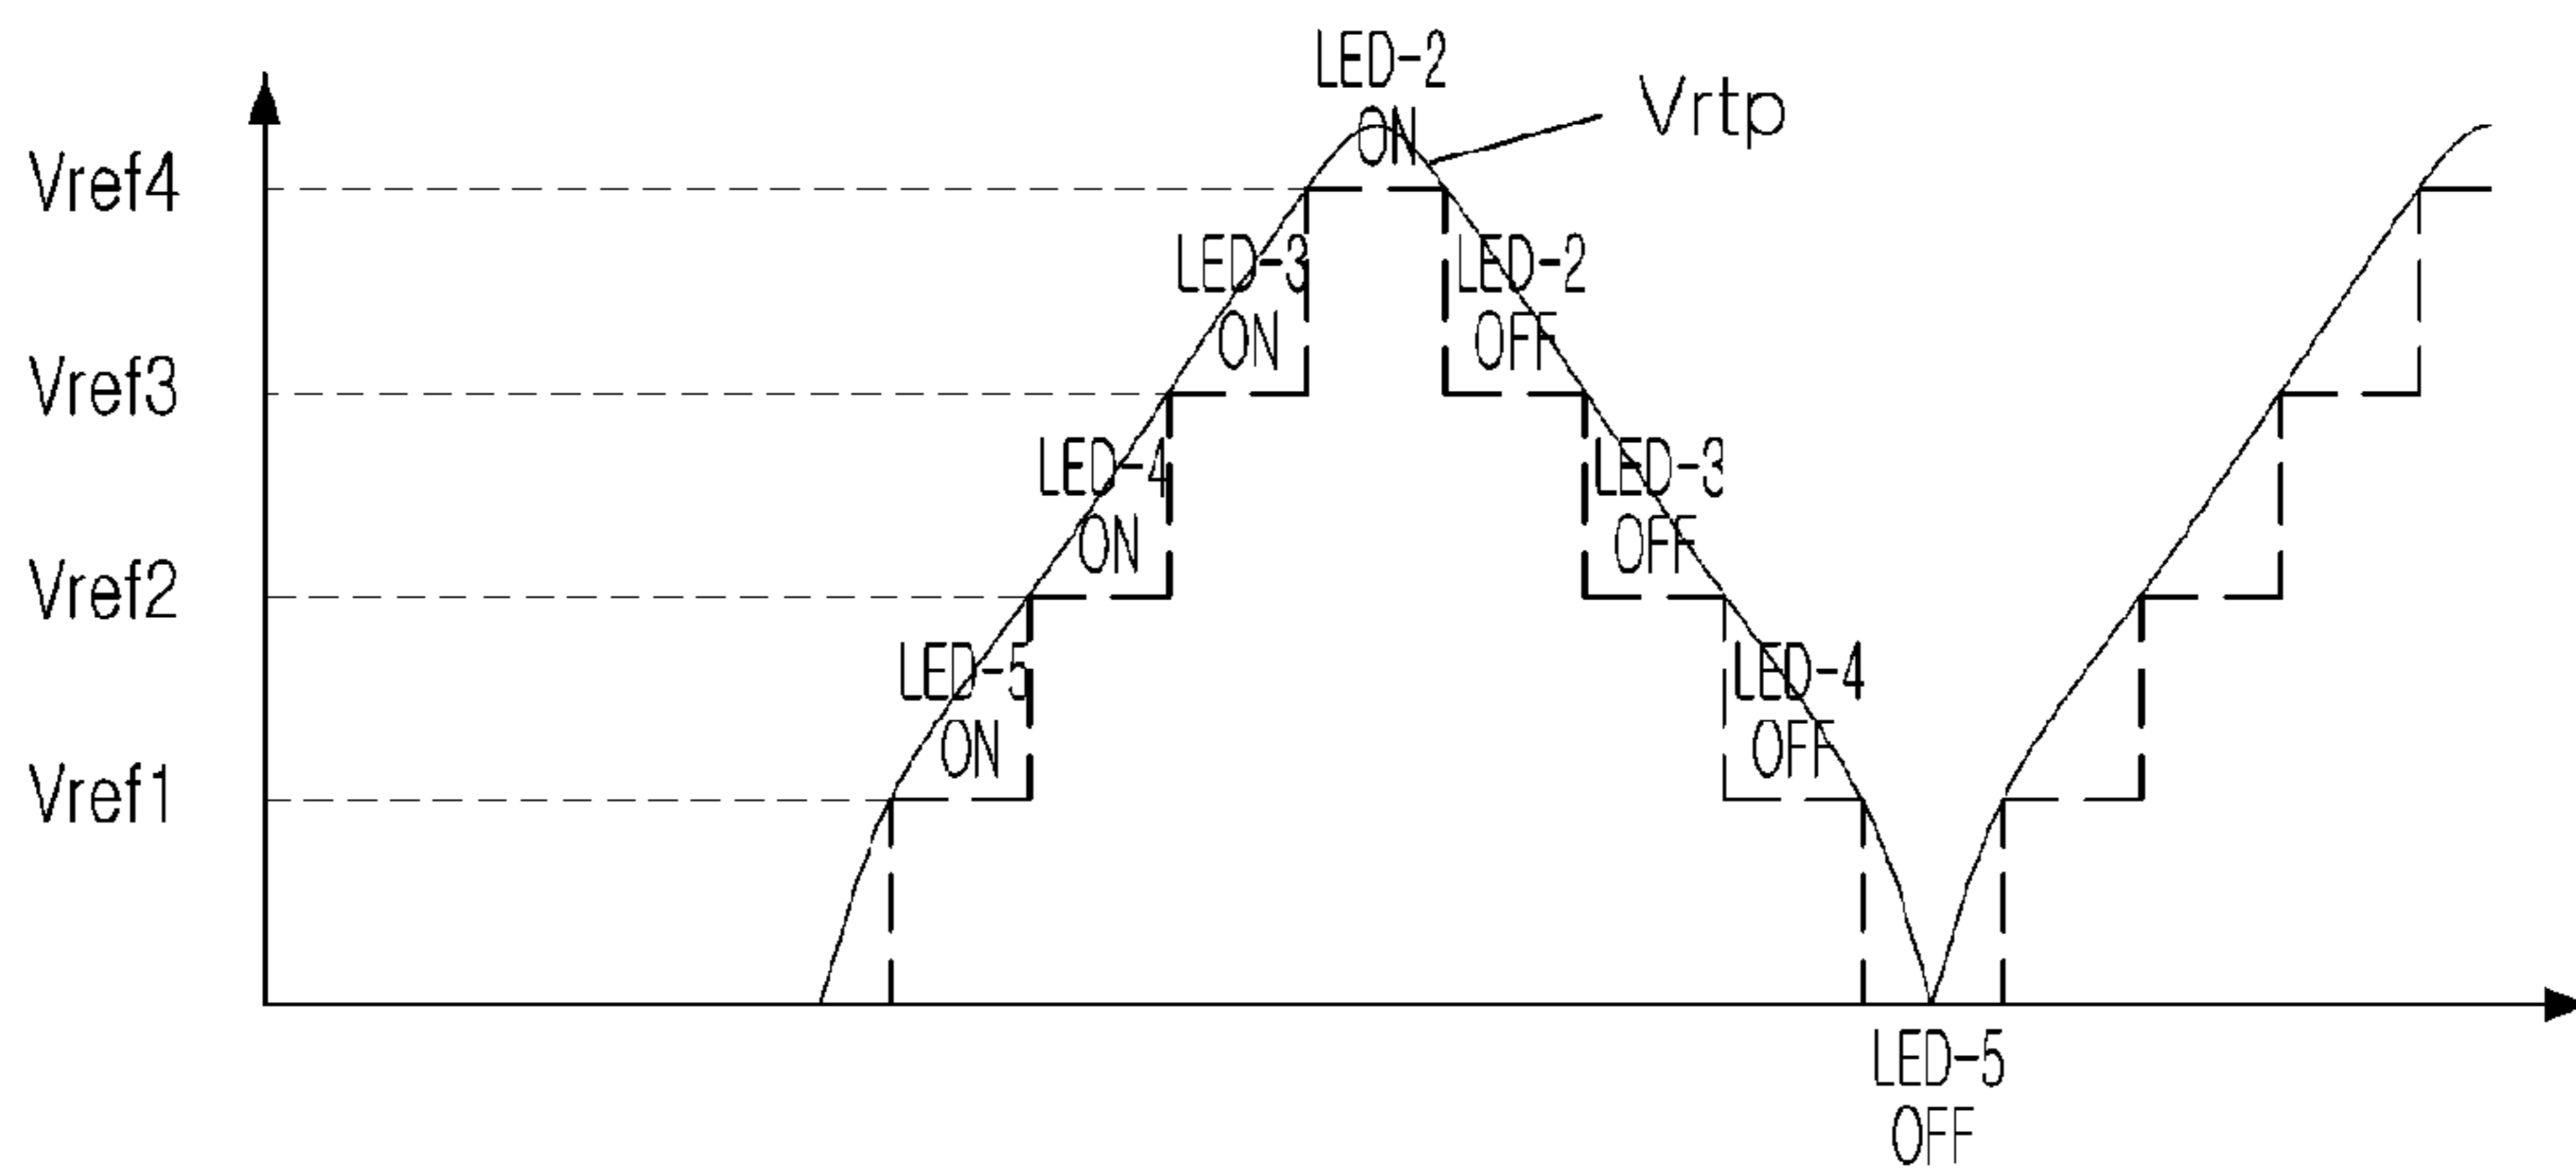 LED-2
ON
Vrtp
Vref4
LED-3
ON
LED-2
OFF
Vref3
LED-4
ON
LED-3
OFF
Vref2
LED-5
ON
LED-4
OFF
Vref1
LED-5
OFF